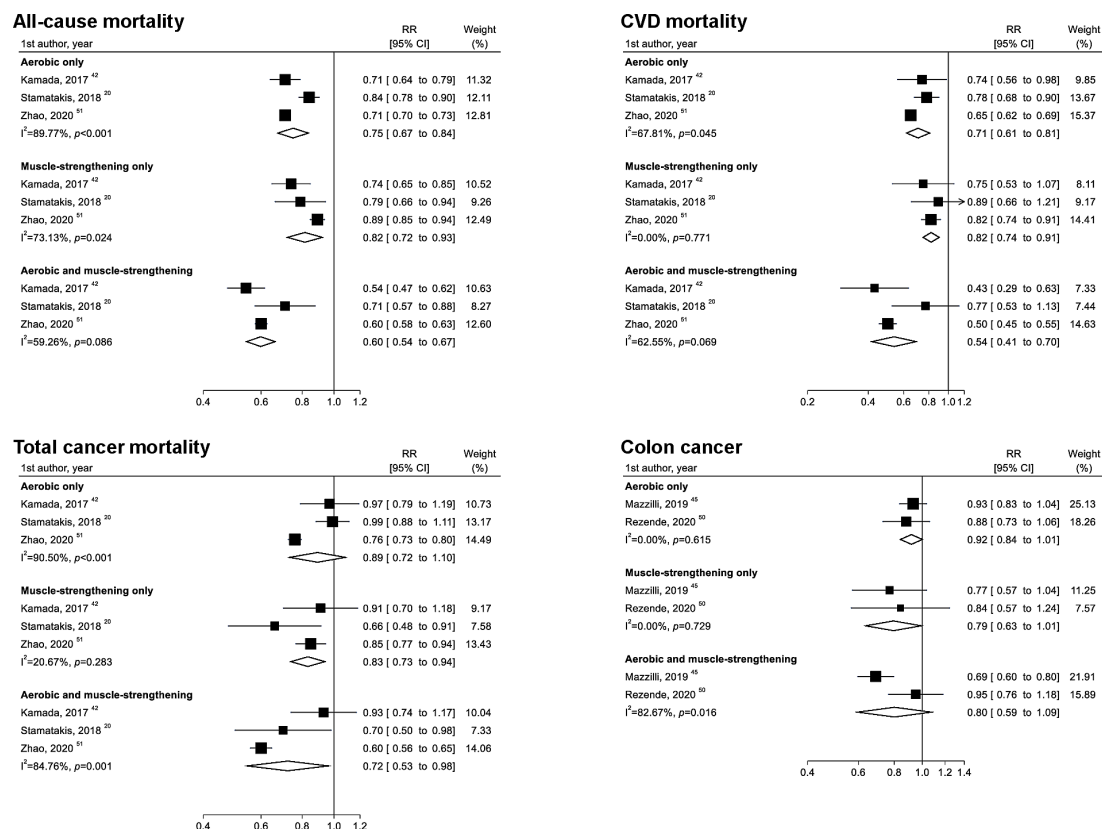 All-cause mortality
RR Weight
1st author, year [95% CI] (%)
Aerobic only
Kamada, 2017 42 0.71 [ 0.64 to 0.79] 11.32
Stamatakis, 2018 20 0.84 [ 0.78 to 0.90] 12.11
Zhao, 2020 51 0.71 [ 0.70 to 0.73] 12.81
I2=89.77%, p<0.001 0.75 [ 0.67 to 0.84]
Muscle-strengthening only
Kamada, 2017 42 0.74 [ 0.65 to 0.85] 10.52
Stamatakis, 2018 20 0.79 [ 0.66 to 0.94] 9.26
Zhao, 2020 51 0.89 [ 0.85 to 0.94] 12.49
I2=73.13%, p=0.024 0.82 [ 0.72 to 0.93]
Aerobic and muscle-strengthening
Kamada, 2017 42 0.54 [ 0.47 to 0.62] 10.63
Stamatakis, 2018 20 0.71 [ 0.57 to 0.88] 8.27
Zhao, 2020 51 0.60 [ 0.58 to 0.63] 12.60
I2=59.26%, p=0.086 0.60 [ 0.54 to 0.67]
0.4 0.6 0.8 1.0 1.2
CVD mortality
RR Weight
1st author, year [95% CI] (%)
Aerobic only
Kamada, 2017 42 0.74 [ 0.56 to 0.98] 9.85
Stamatakis, 2018 20 0.78 [ 0.68 to 0.90] 13.67
Zhao, 2020 51 0.65 [ 0.62 to 0.69] 15.37
I2=67.81%, p=0.045 0.71 [ 0.61 to 0.81]
Muscle-strengthening only
Kamada, 2017 42 0.75 [ 0.53 to 1.07] 8.11
Stamatakis, 2018 20 0.89 [ 0.66 to 1.21] 9.17
Zhao, 2020 51 0.82 [ 0.74 to 0.91] 14.41
I2=0.00%, p=0.771 0.82 [ 0.74 to 0.91]
Aerobic and muscle-strengthening
Kamada, 2017 42 0.43 [ 0.29 to 0.63] 7.33
Stamatakis, 2018 20 0.77 [ 0.53 to 1.13] 7.44
Zhao, 2020 51 0.50 [ 0.45 to 0.55] 14.63
I2=62.55%, p=0.069 0.54 [ 0.41 to 0.70]
0.2 0.4 0.6 0.8 1.0 1.2
Total cancer mortality
RR Weight
1st author, year [95% CI] (%)
Aerobic only
Kamada, 2017 42 0.97 [ 0.79 to 1.19] 10.73
Stamatakis, 2018 20 0.99 [ 0.88 to 1.11] 13.17
Zhao, 2020 51 0.76 [ 0.73 to 0.80] 14.49
I2=90.50%, p<0.001 0.89 [ 0.72 to 1.10]
Muscle-strengthening only
Kamada, 2017 42 0.91 [ 0.70 to 1.18] 9.17
Stamatakis, 2018 20 0.66 [ 0.48 to 0.91] 7.58
Zhao, 2020 51 0.85 [ 0.77 to 0.94] 13.43
I2=20.67%, p=0.283 0.83 [ 0.73 to 0.94]
Aerobic and muscle-strengthening
Kamada, 2017 42 0.93 [ 0.74 to 1.17] 10.04
Stamatakis, 2018 20 0.70 [ 0.50 to 0.98] 7.33
Zhao, 2020 51 0.60 [ 0.56 to 0.65] 14.06
I2=84.76%, p=0.001 0.72 [ 0.53 to 0.98]
0.4 0.6 0.8 1.0 1.2
Colon cancer
RR Weight
1st author, year [95% CI] (%)
Aerobic only
Mazzilli, 2019 45 0.93 [ 0.83 to 1.04] 25.13
Rezende, 2020 50 0.88 [ 0.73 to 1.06] 18.26
I2=0.00%, p=0.615 0.92 [ 0.84 to 1.01]
Muscle-strengthening only
Mazzilli, 2019 45 0.77 [ 0.57 to 1.04] 11.25
Rezende, 2020 50 0.84 [ 0.57 to 1.24] 7.57
I2=0.00%, p=0.729 0.79 [ 0.63 to 1.01]
Aerobic and muscle-strengthening
Mazzilli, 2019 45 0.69 [ 0.60 to 0.80] 21.91
Rezende, 2020 50 0.95 [ 0.76 to 1.18] 15.89
I2=82.67%, p=0.016 0.80 [ 0.59 to 1.09]
0.4 0.6 0.8 1.0 1.2 1.4